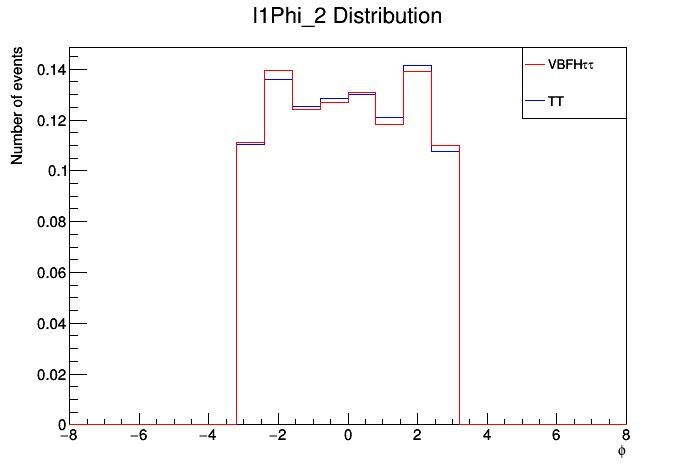 l1Phi_2 Distribution
Number of events
0.14
0.12
0.1
0.08
0.06
0.04
0.02
0
−8 −6 −4 −2 0 2 4 6 8
ϕ
VBFHττ
TT